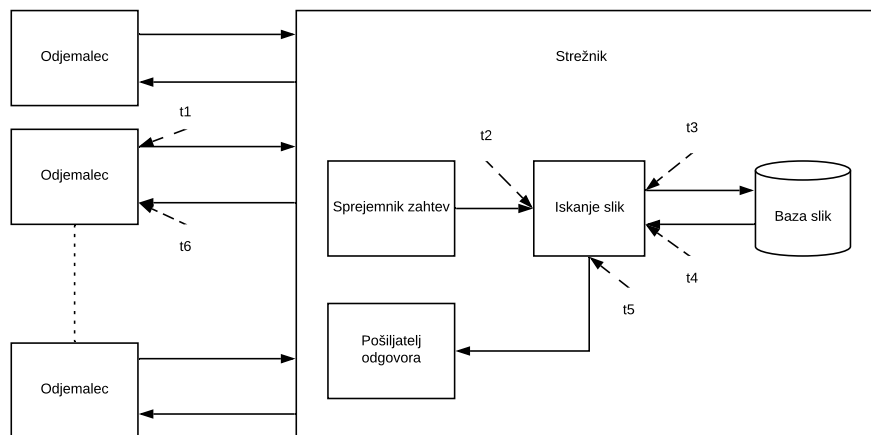 Odjemalec
Strežnik
t1
Odjemalec
t6
t2
t3
Sprejemnik zahtev
Iskanje slik
Baza slik
t4
t5
Pošiljatelj
odgovora
Odjemalec